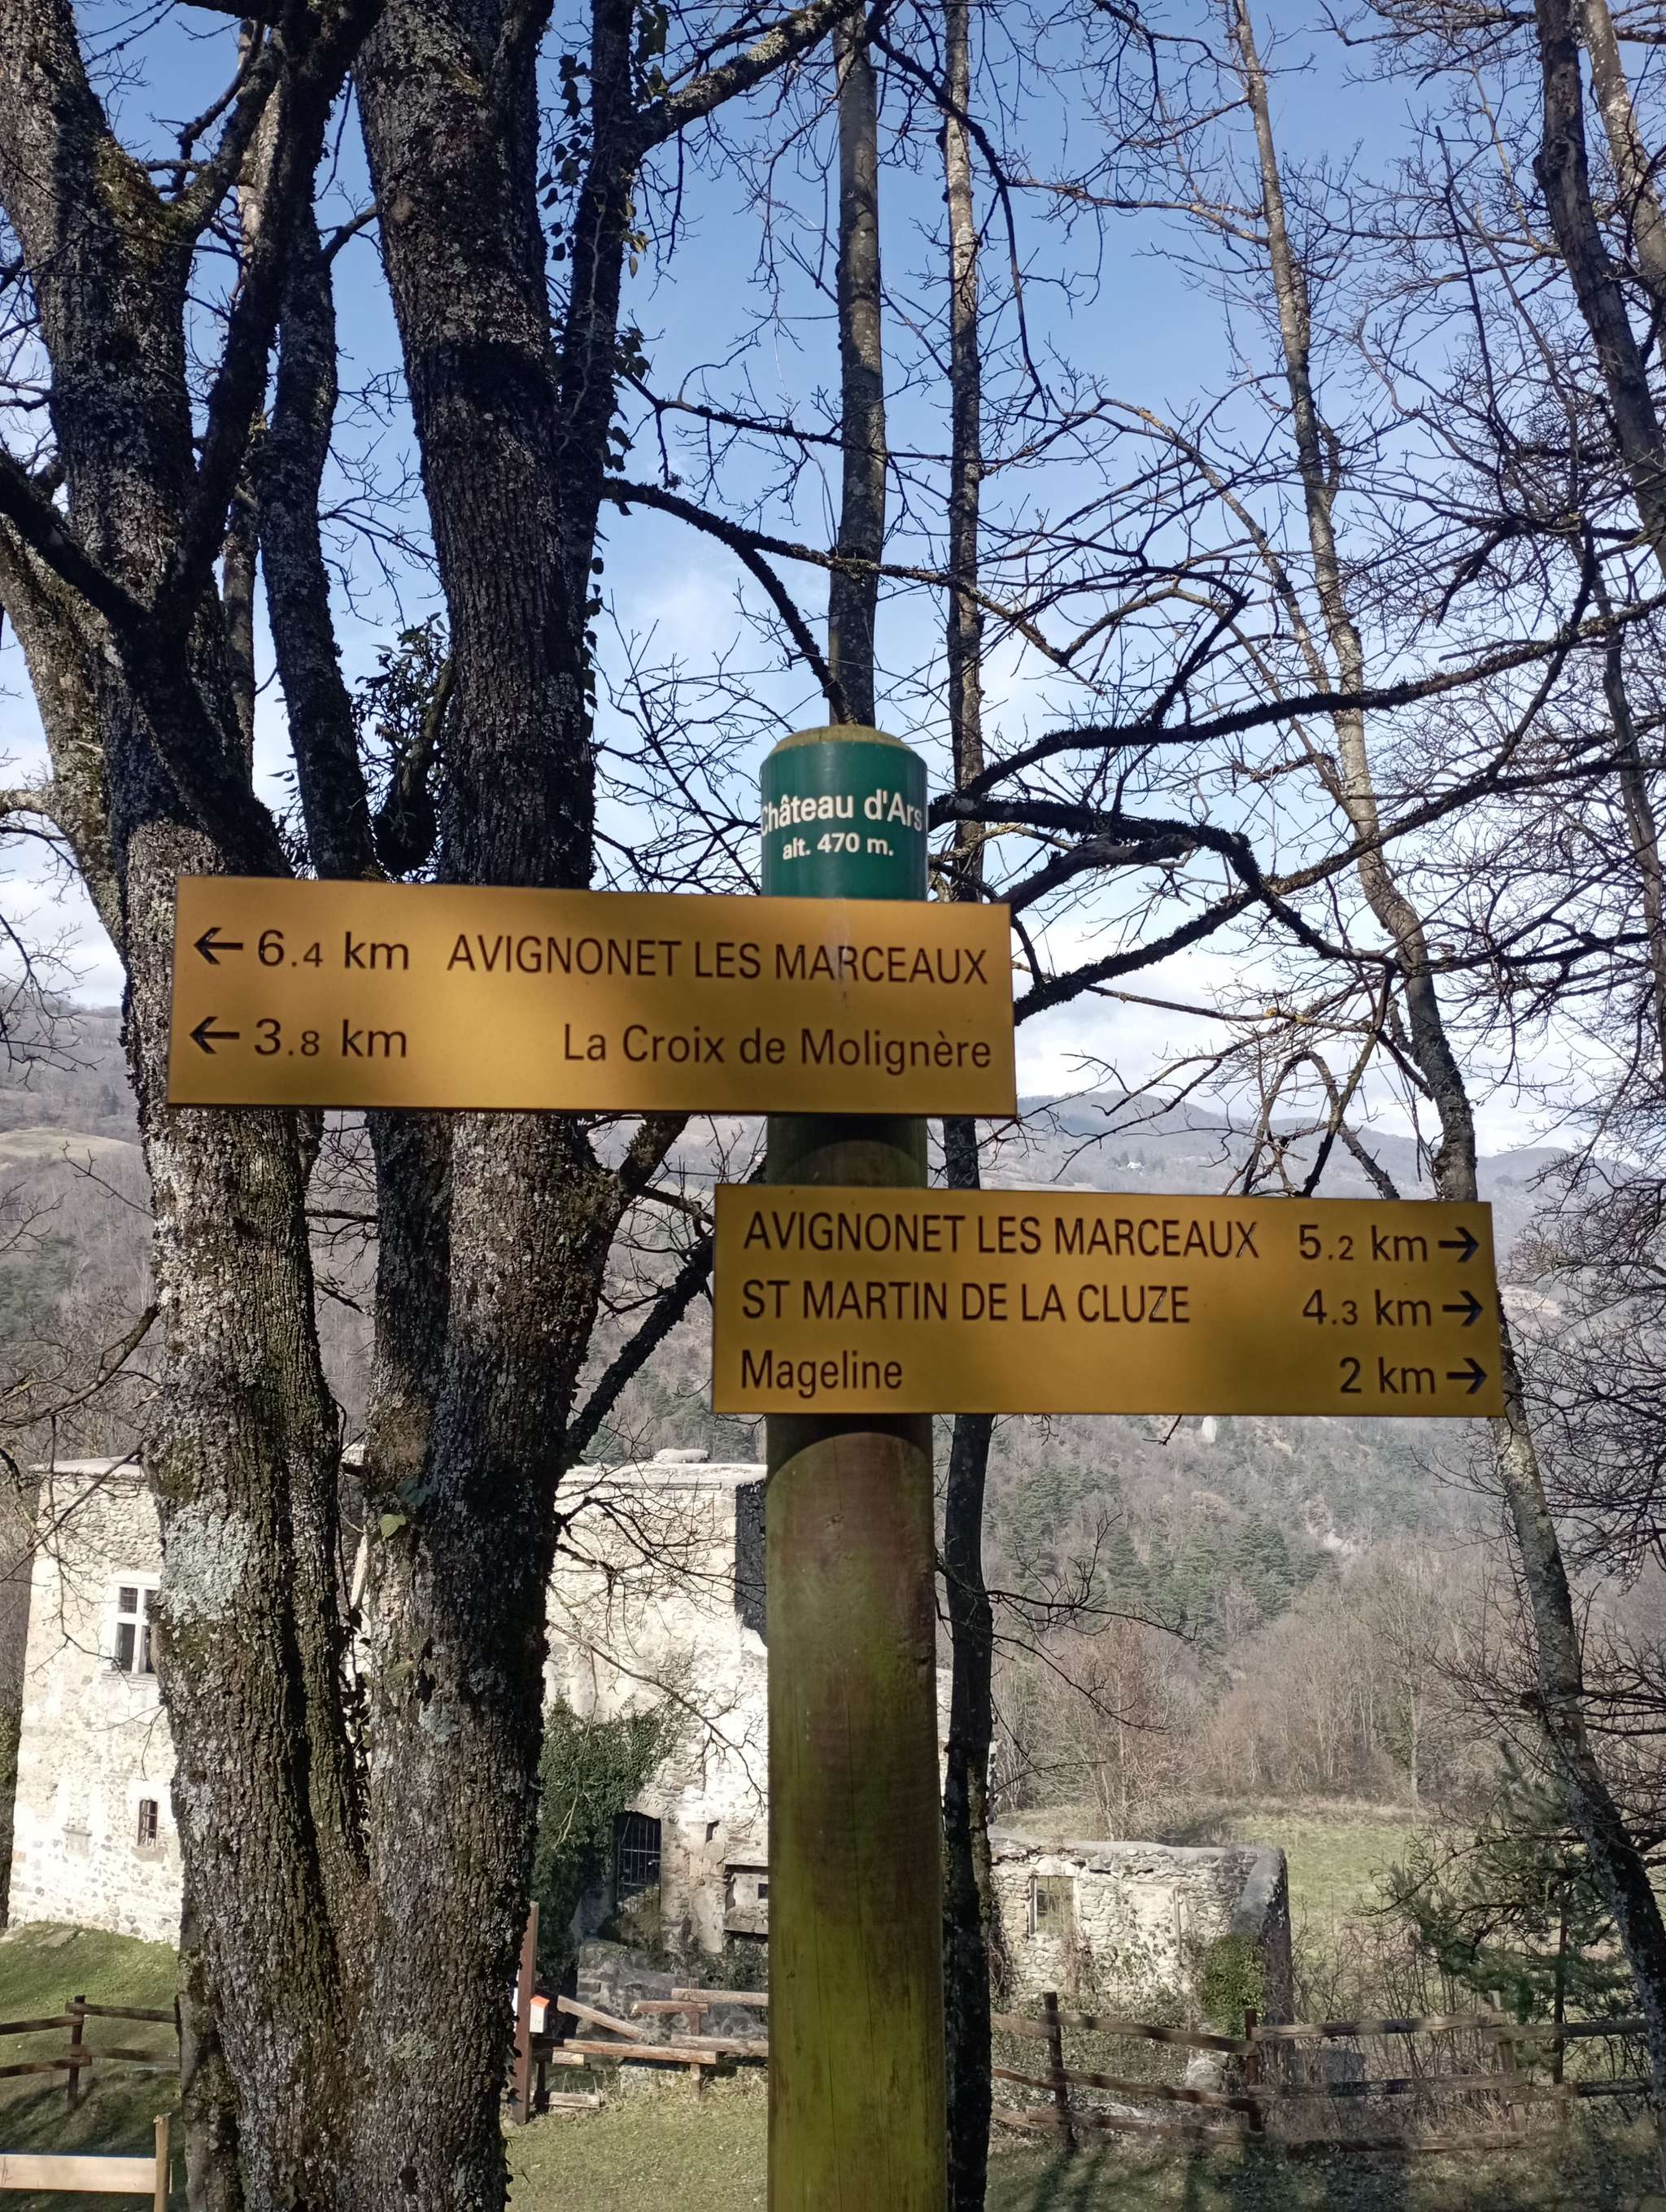 Château d'Ars
alt. 470 m.
← 6.4 km AVIGNONET LES MARCEAUX
← 3.8 km La Croix de Molignère
AVIGNONET LES MARCEAUX 5.2 km →
ST MARTIN DE LA CLUZE 4.3 km →
Mageline 2 km →